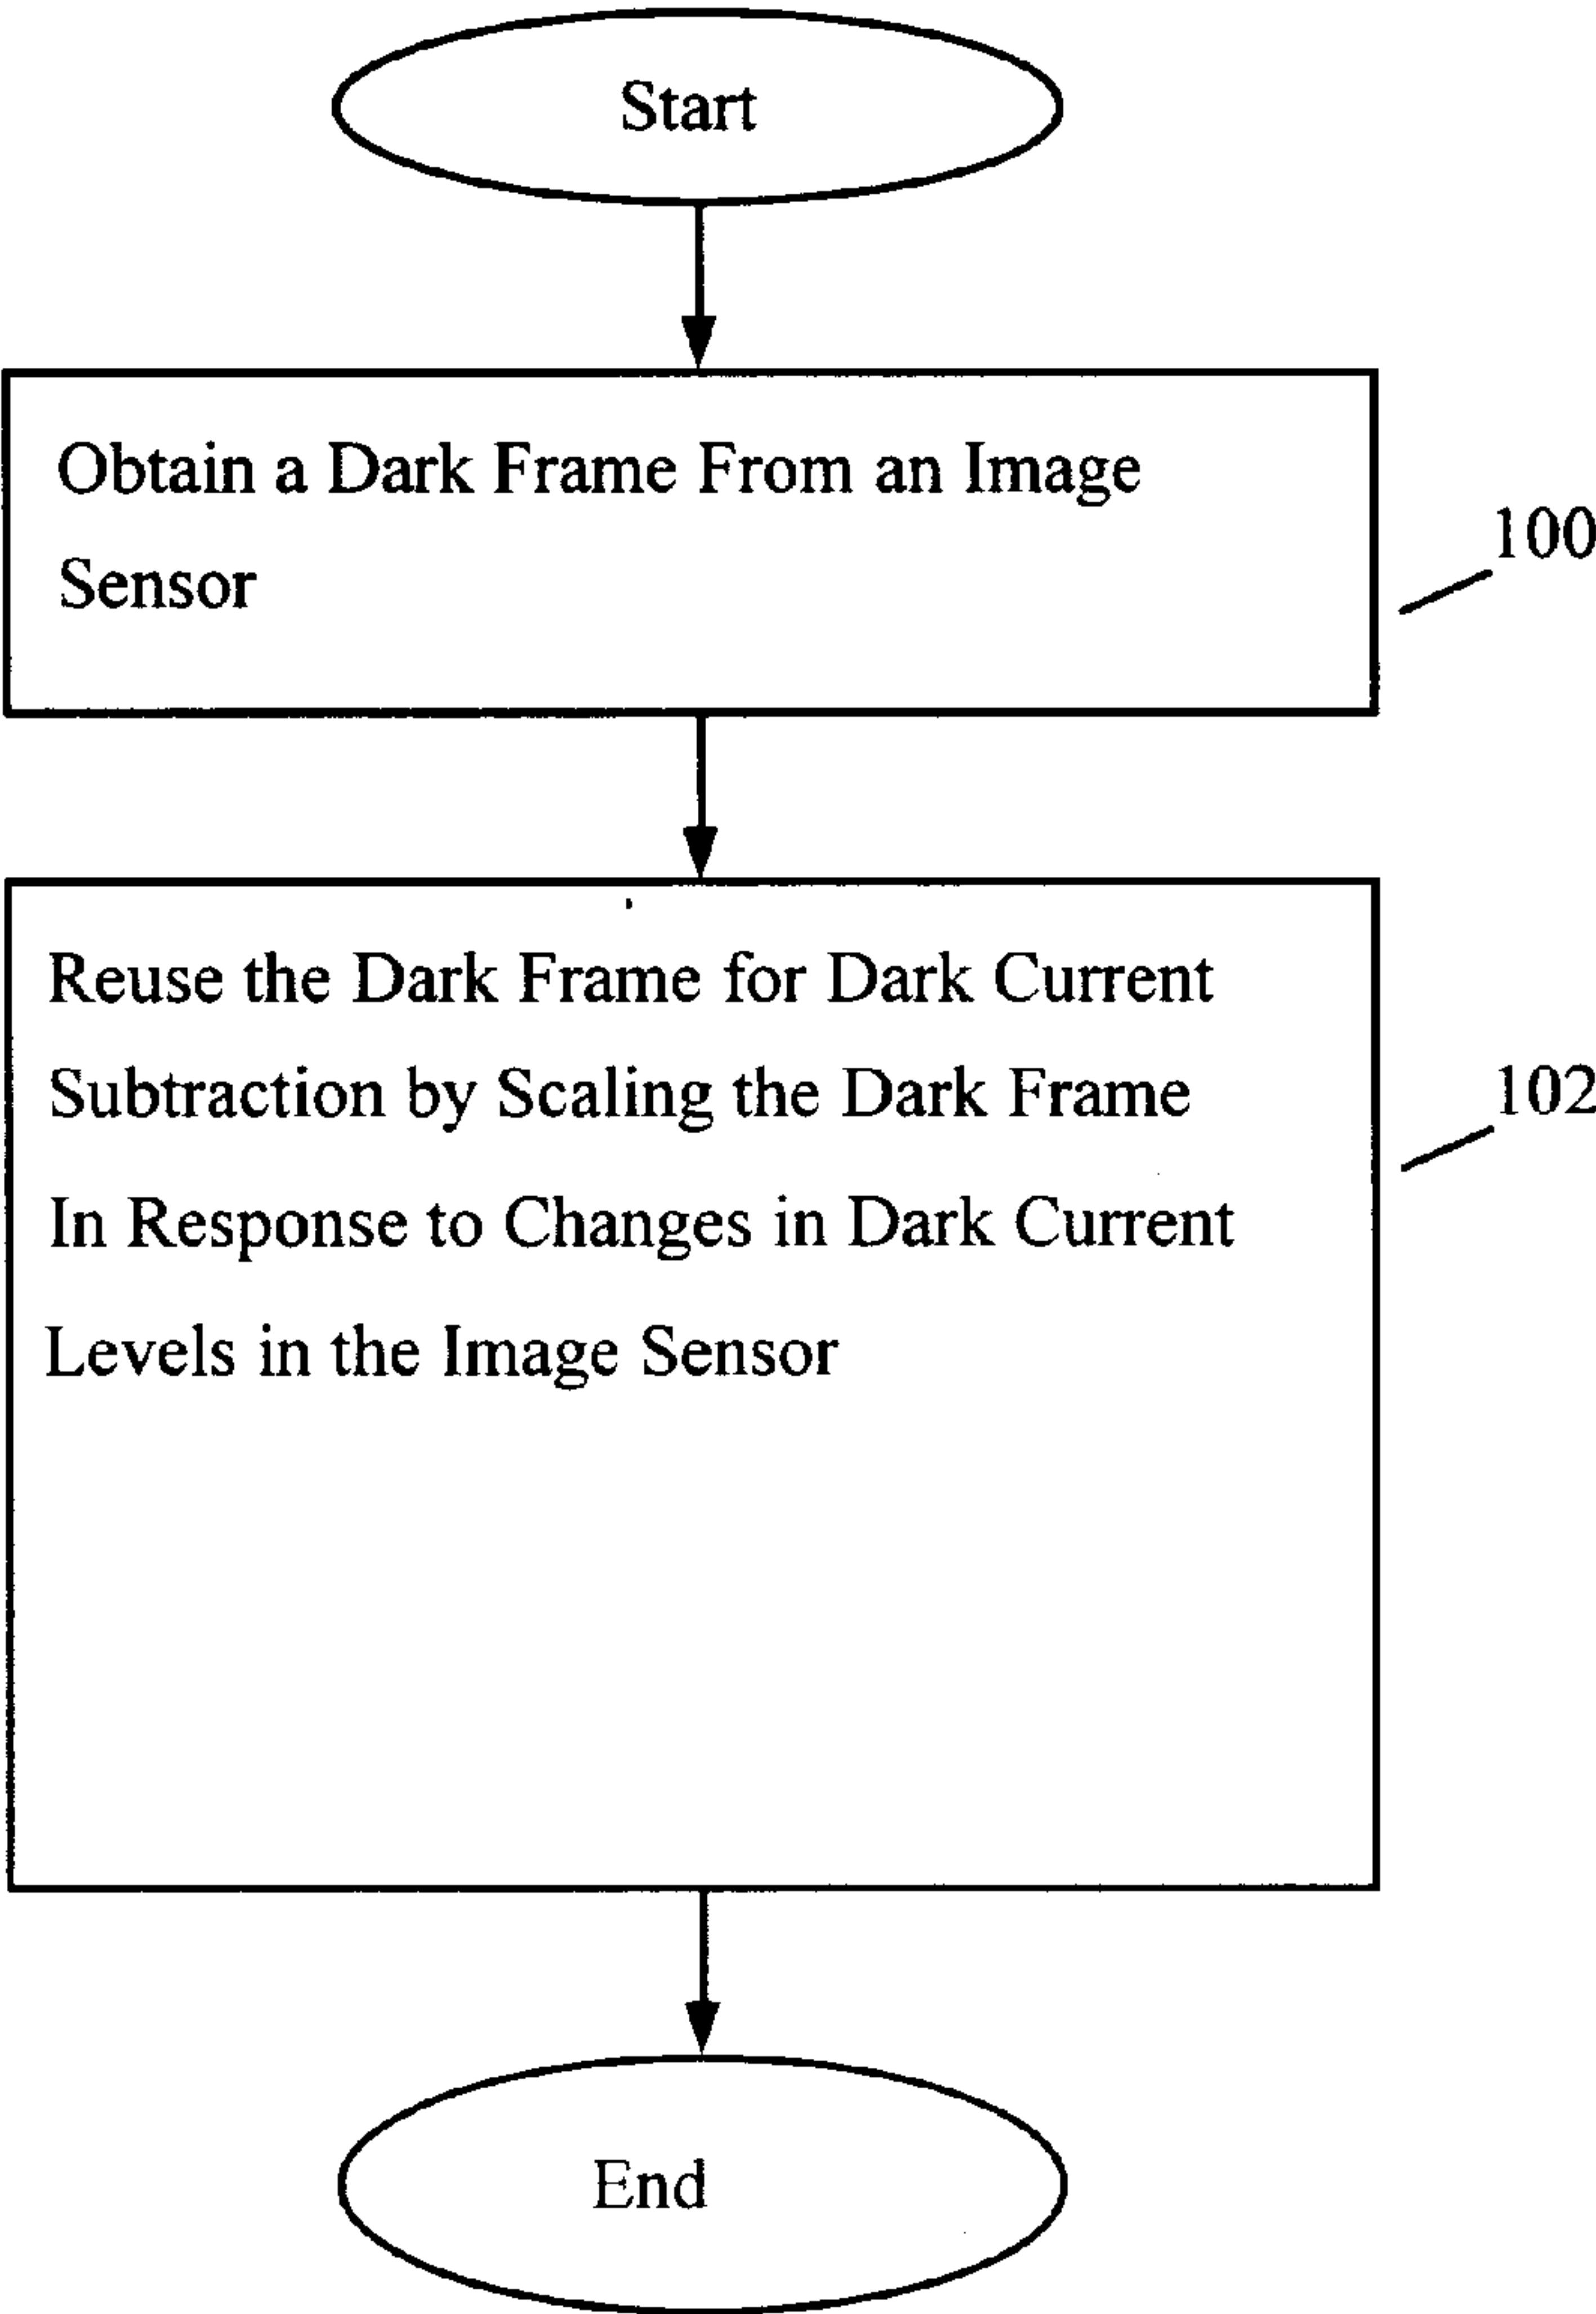 Start
Obtain a Dark Frame From an Image
Sensor
100
Reuse the Dark Frame for Dark Current
Subtraction by Scaling the Dark Frame
In Response to Changes in Dark Current
Levels in the Image Sensor
102
End